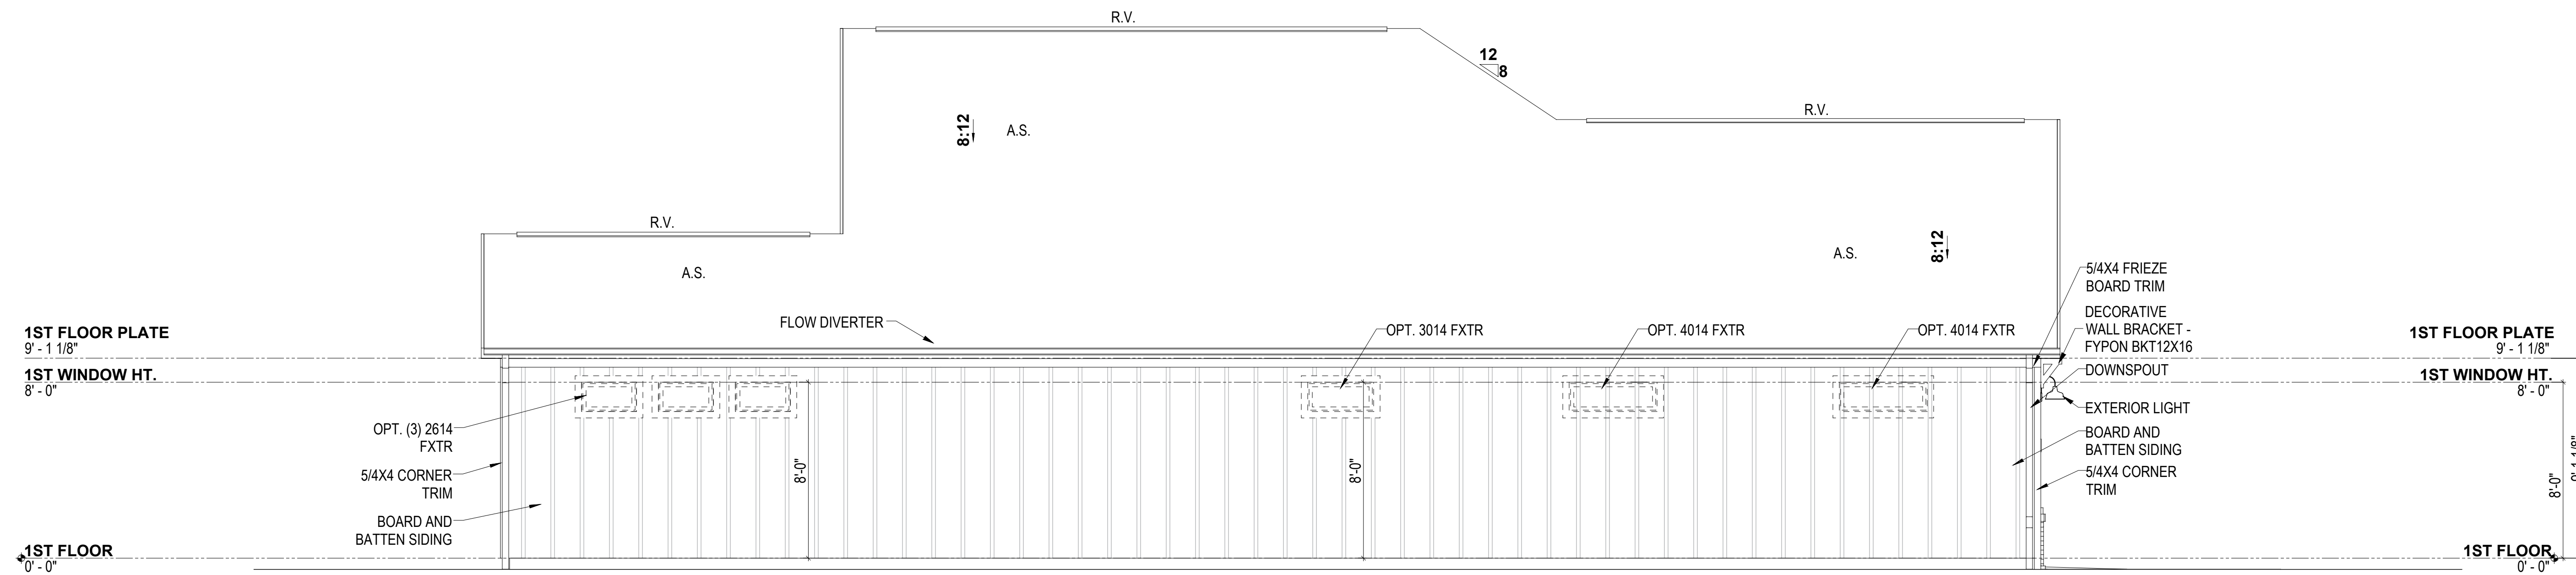 R.V.
12
8
R.V.
8:12
A.S.
R.V.
8:12
A.S.
A.S.
5/4X4 FRIEZE
BOARD TRIM
DECORATIVE
WALL BRACKET -
FYPON BKT12X16
DOWNSPOUT
EXTERIOR LIGHT
BOARD AND
BATTEN SIDING
5/4X4 CORNER
TRIM
FLOW DIVERTER
OPT. 3014 FXTR
OPT. 4014 FXTR
OPT. 4014 FXTR
1ST FLOOR PLATE
9' - 1 1/8"
1ST WINDOW HT.
8' - 0"
1ST FLOOR PLATE
9' - 1 1/8"
1ST WINDOW HT.
8' - 0"
OPT. (3) 2614
FXTR
5/4X4 CORNER
TRIM
BOARD AND
BATTEN SIDING
8'-0"
8'-0"
8'-0"
9'-1 1/8"
1ST FLOOR
0' - 0"
1ST FLOOR
0' - 0"